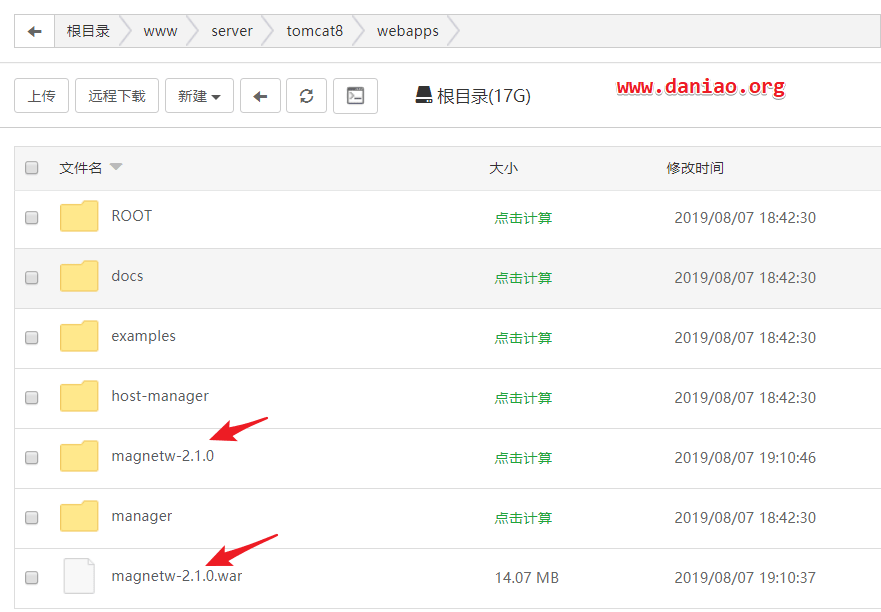 根目录 www server tomcat8 webapps
上传 远程下载 新建 根目录(17G) www.daniao.org
文件名 大小 修改时间
ROOT 点击计算 2019/08/07 18:42:30
docs 点击计算 2019/08/07 18:42:30
examples 点击计算 2019/08/07 18:42:30
host-manager 点击计算 2019/08/07 18:42:30
magnetw-2.1.0 点击计算 2019/08/07 19:10:46
manager 点击计算 2019/08/07 18:42:30
magnetw-2.1.0.war 14.07 MB 2019/08/07 19:10:37